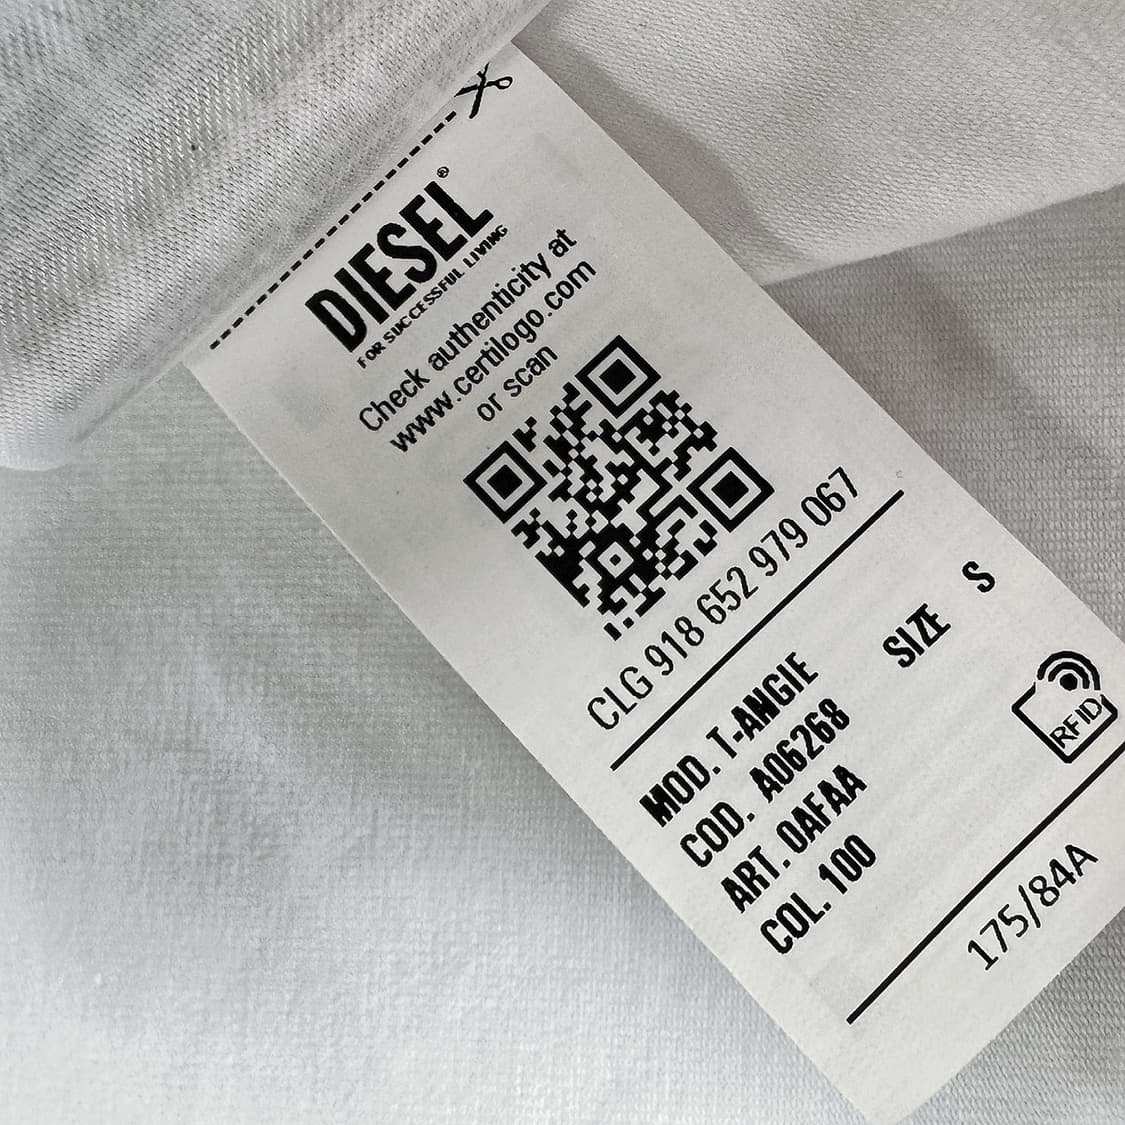 DIESEL®
FOR SUCCESSFUL LIVING
Check authenticity at
www.certilogo.com
or scan
CLG 918 652 979 067
MOD. T-ANGIE SIZE S
COD. A06268
ART. 0AFAA
COL. 100
RFID
175/84A